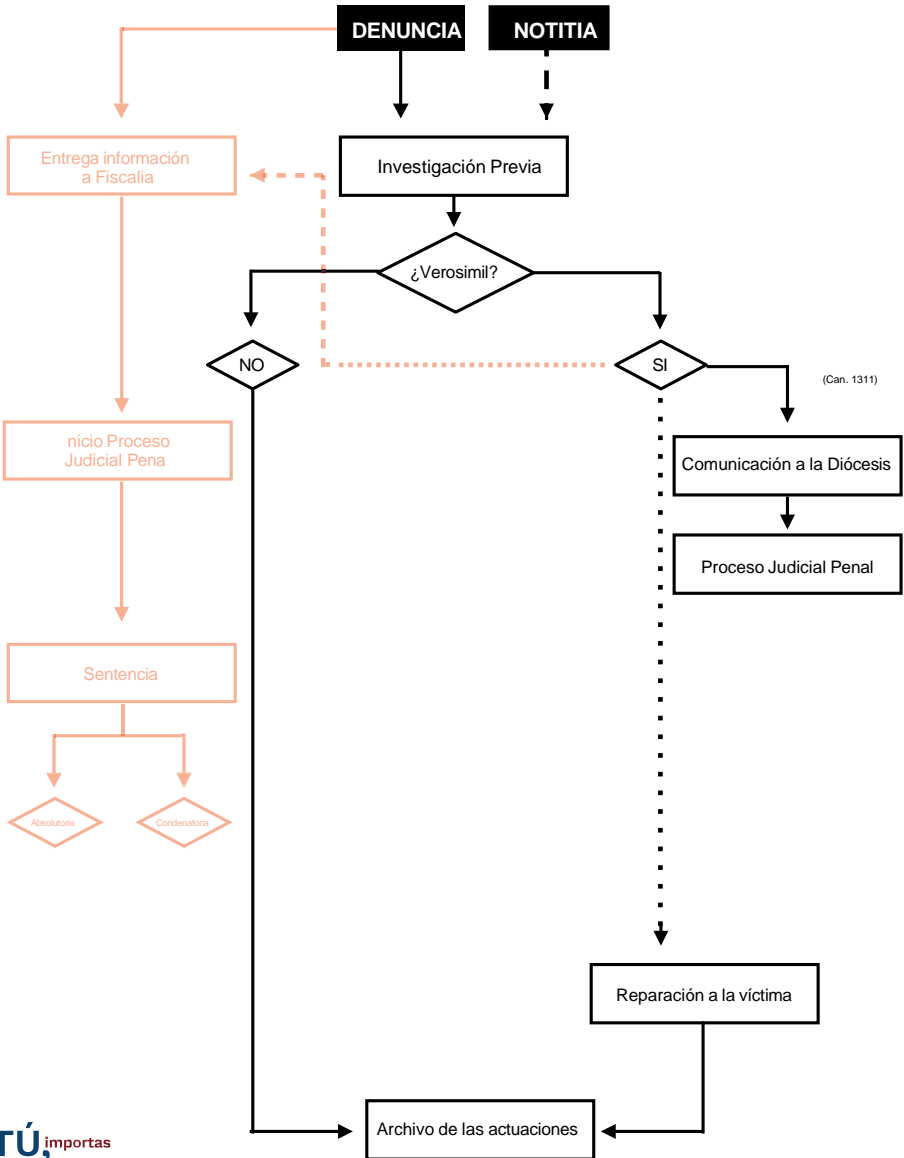 DENUNCIA
NOTITIA
Entrega información
a Fiscalia
Investigación Previa
¿Verosimil?
NO
SI
(Can. 1311)
nicio Proceso
Judicial Pena
Comunicación a la Diócesis
Proceso Judicial Penal
Sentencia
Absolutoria
Condenatoria
Reparación a la víctima
Archivo de las actuaciones
TÚ, importas